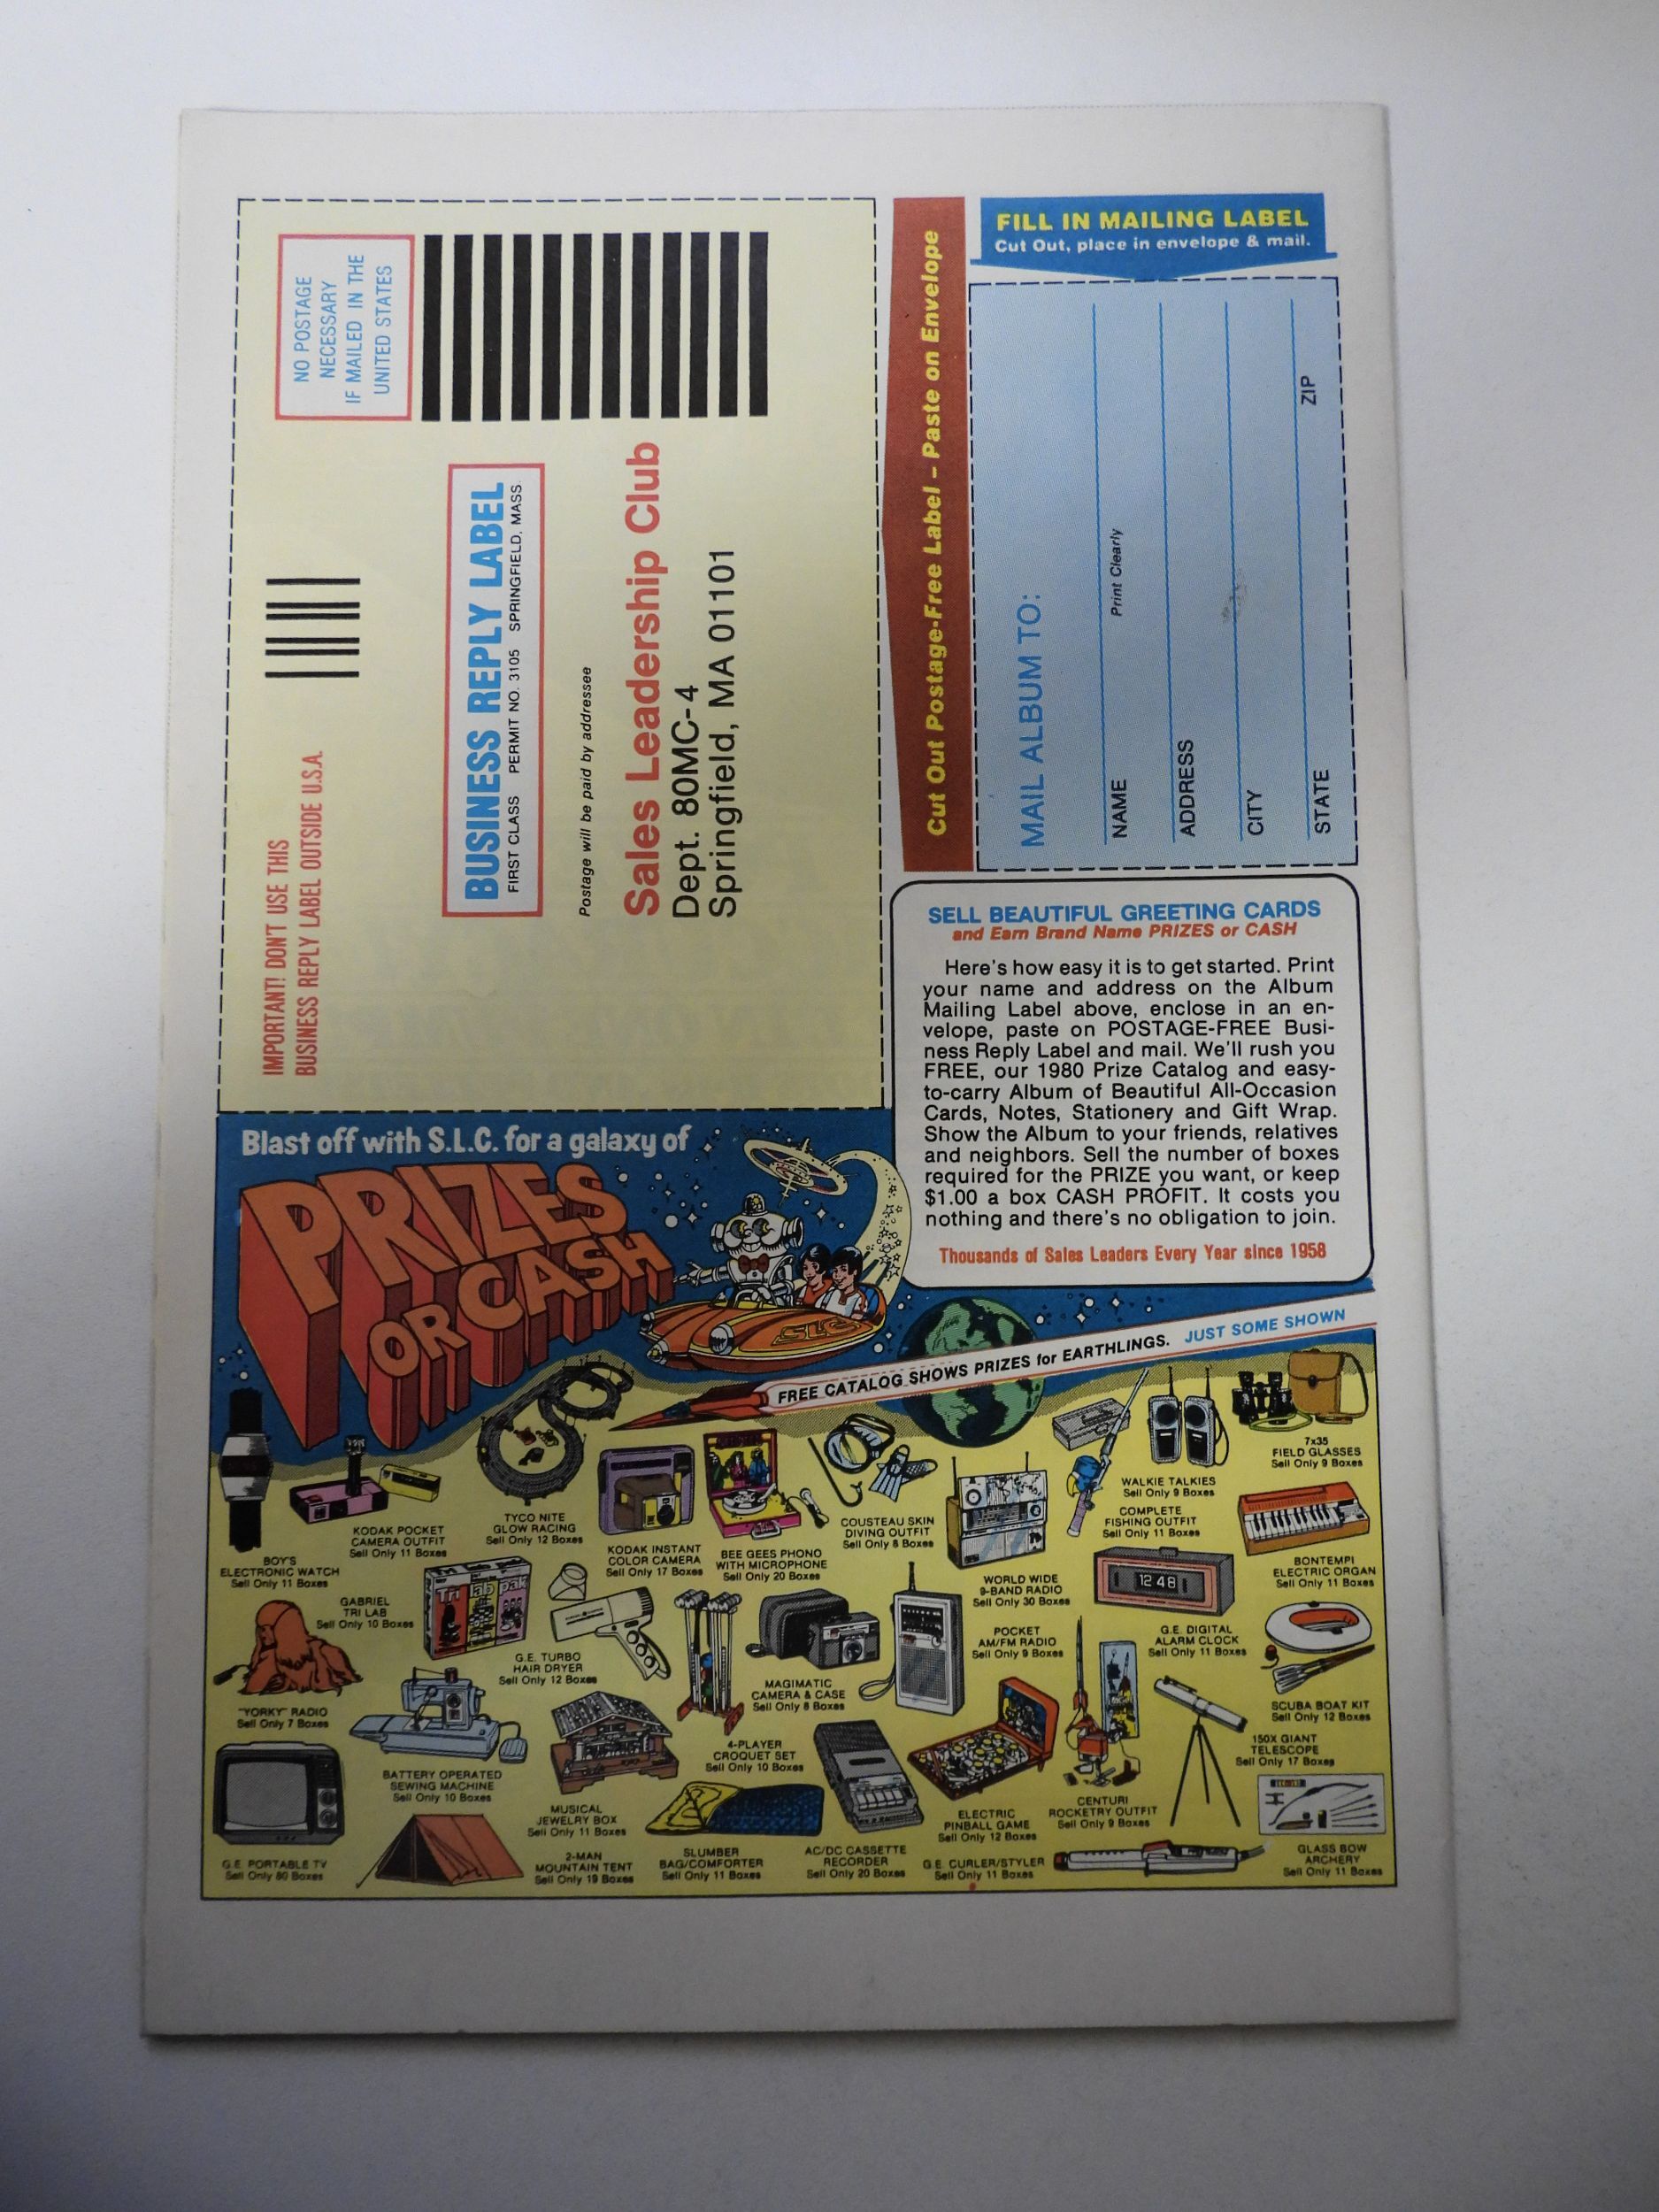 NO POSTAGE
NECESSARY
IF MAILED IN THE
UNITED STATES
IMPORTANT! DON'T USE THIS
BUSINESS REPLY LABEL OUTSIDE U.S.A.
BUSINESS REPLY LABEL
FIRST CLASS PERMIT NO. 3105 SPRINGFIELD, MASS.
Postage will be paid by addressee
Sales Leadership Club
Dept. 80MC-4
Springfield, MA 01101
Cut Out Postage-Free Label - Paste on Envelope
FILL IN MAILING LABEL
Cut Out, place in envelope & mail.
MAIL ALBUM TO:
NAME
Print Clearly
ADDRESS
CITY
STATE
ZIP
SELL BEAUTIFUL GREETING CARDS
and Earn Brand Name PRIZES or CASH
Here's how easy it is to get started. Print
your name and address on the Album
Mailing Label above, enclose in an en-
velope, paste on POSTAGE-FREE Busi-
ness Reply Label and mail. We'll rush you
FREE, our 1980 Prize Catalog and easy-
to-carry Album of Beautiful All-Occasion
Cards, Notes, Stationery and Gift Wrap.
Show the Album to your friends, relatives
and neighbors. Sell the number of boxes
required for the PRIZE you want, or keep
$1.00 a box CASH PROFIT. It costs you
nothing and there's no obligation to join.
Thousands of Sales Leaders Every Year since 1958
Blast off with S.L.C. for a galaxy of
PRIZES
OR CASH
SLC
FREE CATALOG SHOWS PRIZES for EARTHLINGS. JUST SOME SHOWN
BOY'S
ELECTRONIC WATCH
Sell Only 11 Boxes
KODAK POCKET
CAMERA OUTFIT
Sell Only 11 Boxes
TYCO NITE
GLOW RACING
Sell Only 12 Boxes
KODAK INSTANT
COLOR CAMERA
Sell Only 17 Boxes
BEE GEES PHONO
WITH MICROPHONE
Sell Only 20 Boxes
COUSTEAU SKIN
DIVING OUTFIT
Sell Only 8 Boxes
WORLD WIDE
9-BAND RADIO
Sell Only 30 Boxes
WALKIE TALKIES
Sell Only 9 Boxes
COMPLETE
FISHING OUTFIT
Sell Only 11 Boxes
7x35
FIELD GLASSES
Sell Only 9 Boxes
BONTEMPI
ELECTRIC ORGAN
Sell Only 11 Boxes
GABRIEL
TRI LAB
Sell Only 10 Boxes
Tri lab pak
G.E. TURBO
HAIR DRYER
Sell Only 12 Boxes
MAGIMATIC
CAMERA & CASE
Sell Only 8 Boxes
POCKET
AM/FM RADIO
Sell Only 9 Boxes
12 48
G.E. DIGITAL
ALARM CLOCK
Sell Only 11 Boxes
SCUBA BOAT KIT
Sell Only 12 Boxes
"YORKY" RADIO
Sell Only 7 Boxes
BATTERY OPERATED
SEWING MACHINE
Sell Only 10 Boxes
MUSICAL
JEWELRY BOX
Sell Only 11 Boxes
4-PLAYER
CROQUET SET
Sell Only 10 Boxes
ELECTRIC
PINBALL GAME
Sell Only 12 Boxes
CENTURI
ROCKETRY OUTFIT
Sell Only 9 Boxes
150X GIANT
TELESCOPE
Sell Only 17 Boxes
G.E. PORTABLE TV
Sell Only 80 Boxes
2-MAN
MOUNTAIN TENT
Sell Only 19 Boxes
SLUMBER
BAG/COMFORTER
Sell Only 11 Boxes
AC/DC CASSETTE
RECORDER
Sell Only 20 Boxes
G.E. CURLER/STYLER
Sell Only 11 Boxes
GLASS BOW
ARCHERY
Sell Only 11 Boxes